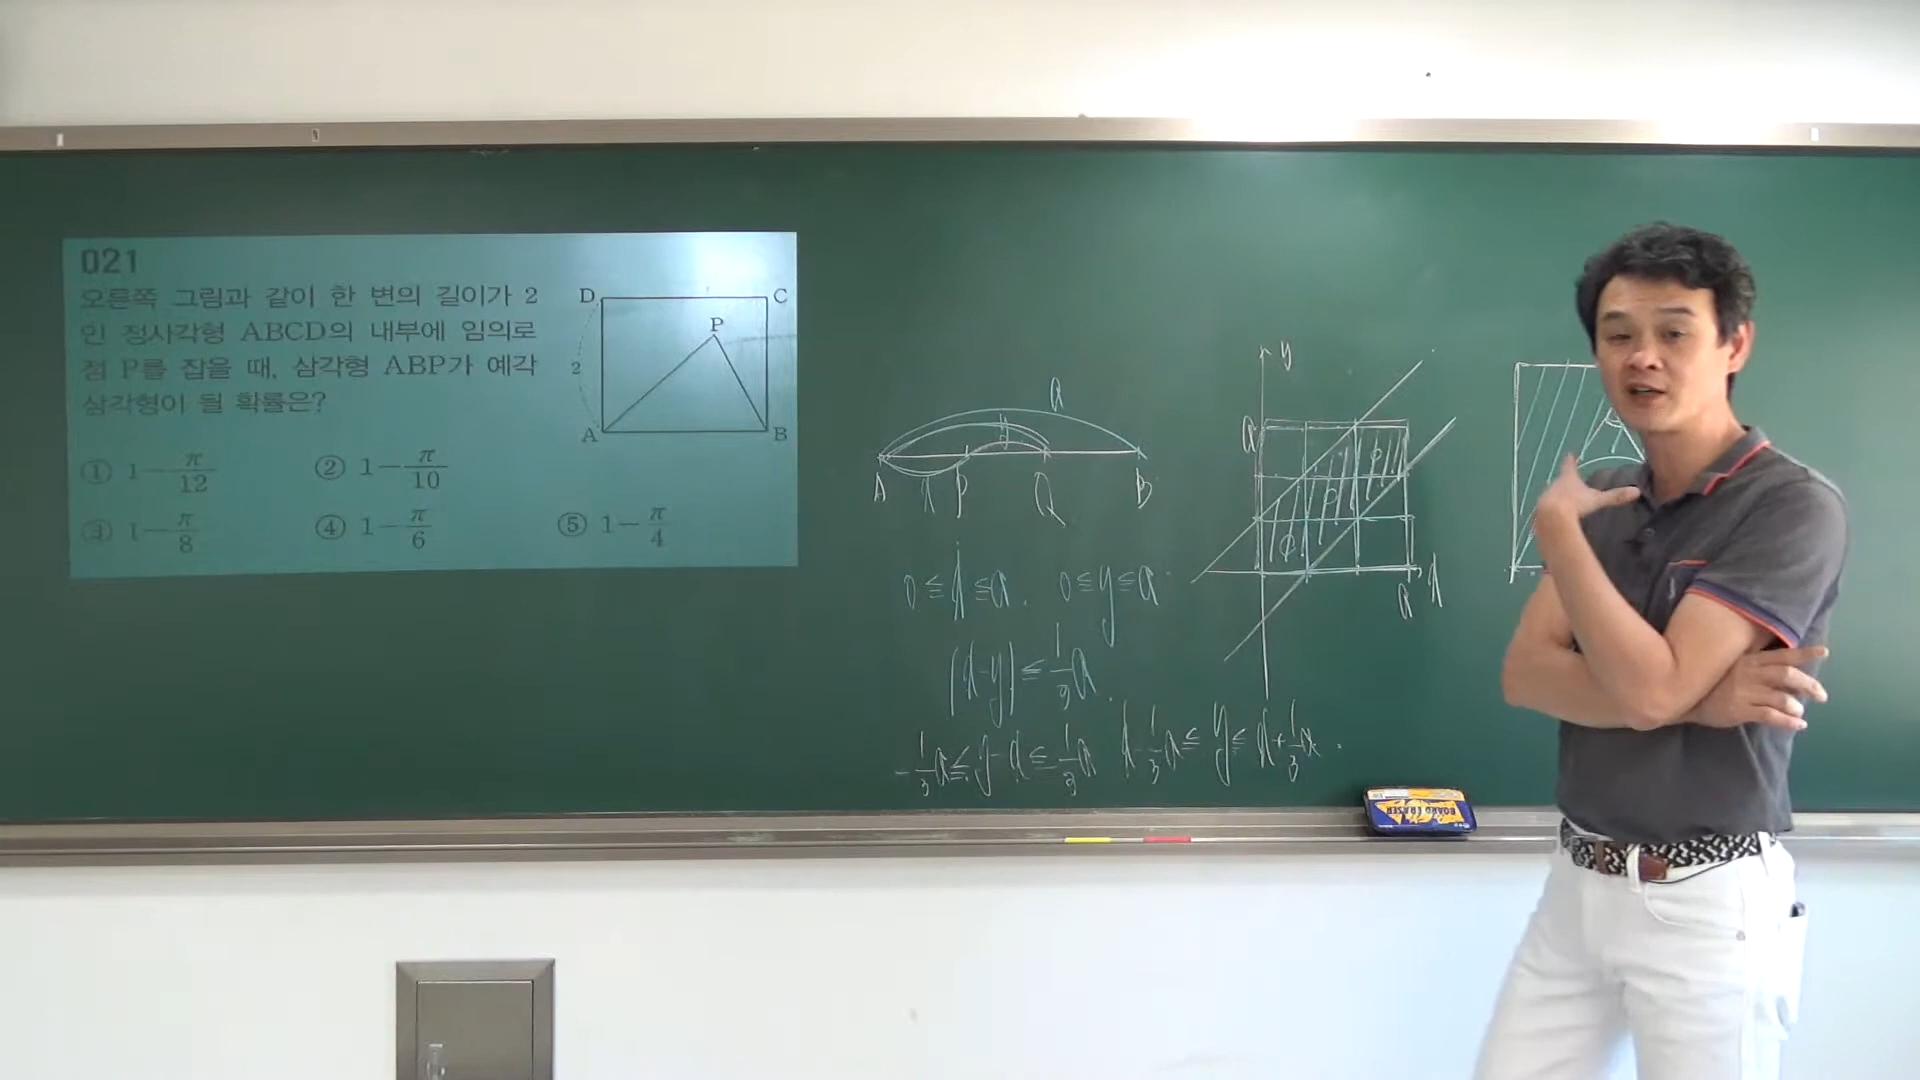 021
오른쪽 그림과 같이 한 변의 길이가 2
인 정사각형 ABCD의 내부에 임의로
점 P를 잡을 때, 삼각형 ABP가 예각
삼각형이 될 확률은?
D C
P
2
A B
① 1-π/12 ② 1-π/10
③ 1-π/8 ④ 1-π/6 ⑤ 1-π/4
a
y
A x P Q B
0≤x≤a. 0≤y≤a.
|x-y|≤1/3a.
-1/3a≤y-x≤1/3a x-1/3a≤y≤x+1/3a.
y
a
a x
BOARD ERASER